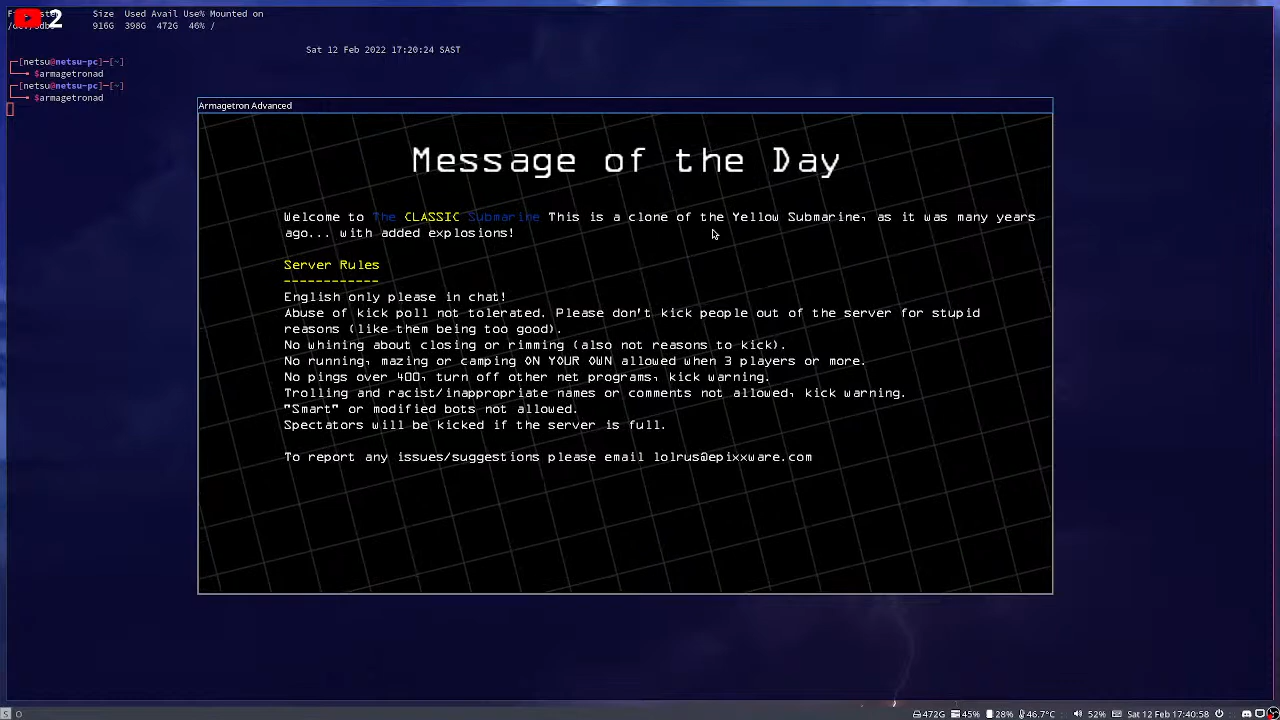 2
Size Used Avail Use% Mounted on
916G 398G 472G 46% /
Sat 12 Feb 2022 17:20:24 SAST
[netsu@netsu-pc]-[~]
$armagetronad
[netsu@netsu-pc]-[~]
$armagetronad
Armagetron Advanced
Message of the Day
Welcome to The CLASSIC Submarine This is a clone of the Yellow Submarine, as it was many years
ago... with added explosions!
Server Rules
------------
English only please in chat!
Abuse of kick poll not tolerated. Please don't kick people out of the server for stupid
reasons (like them being too good).
No whining about closing or rimming (also not reasons to kick).
No running, mazing or camping ON YOUR OWN allowed when 3 players or more.
No pings over 400, turn off other net programs, kick warning.
Trolling and racist/inappropriate names or comments not allowed, kick warning.
"Smart" or modified bots not allowed.
Spectators will be kicked if the server is full.
To report any issues/suggestions please email lolrus@epixxware.com
S 472G 45% 28% 46.7°C 52% Sat 12 Feb 17:40:58